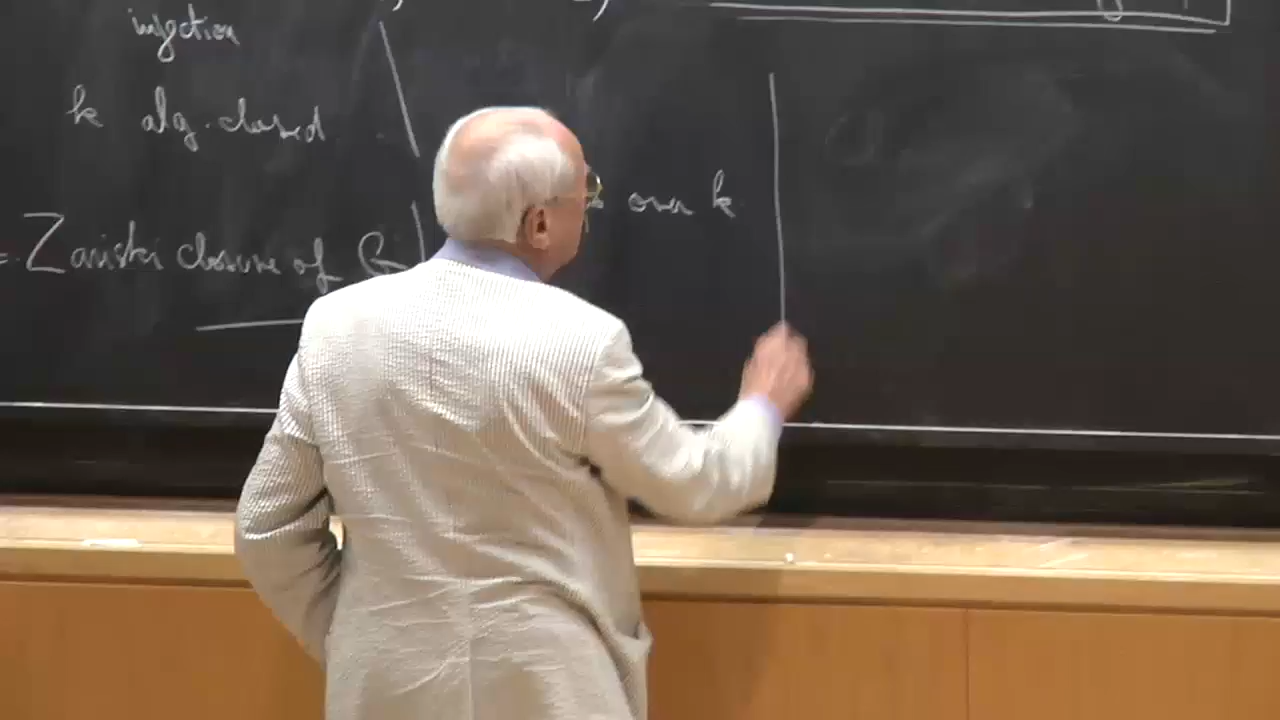 injection
k alg. closed
over k
= Zariski closure of G